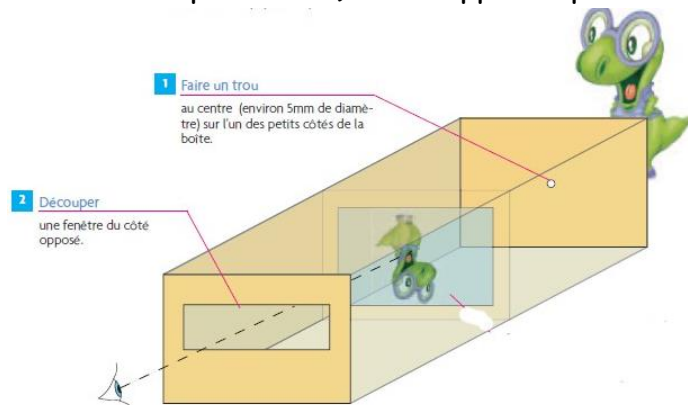 1 Faire un trou
au centre (environ 5mm de diamè-
tre) sur l'un des petits côtés de la
boîte.
2 Découper
une fenêtre du côté
opposé.